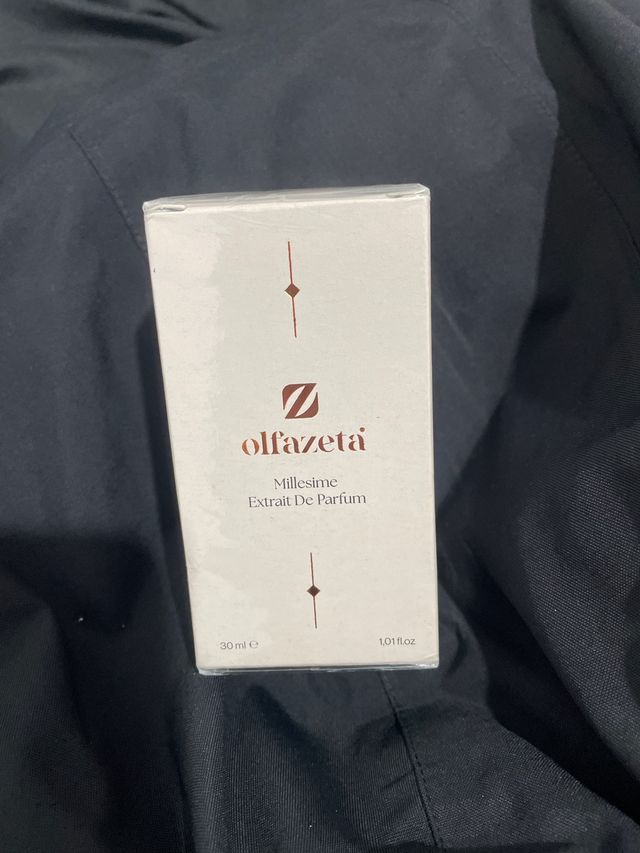 olfazeta
Millesime
Extrait De Parfum
30 ml ℮
1,01 fl.oz